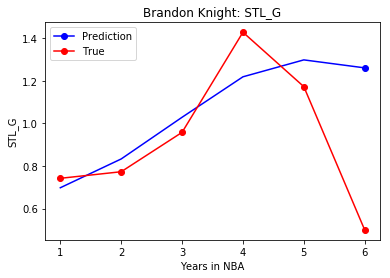 Brandon Knight: STL_G
Prediction
True
STL_G
1.4
1.2
1.0
0.8
0.6
1 2 3 4 5 6
Years in NBA